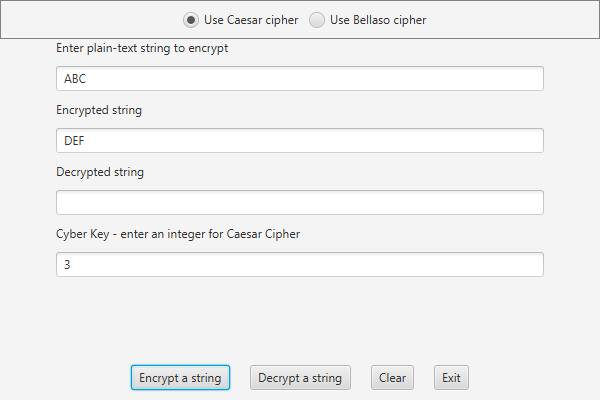 Use Caesar cipher Use Bellaso cipher
Enter plain-text string to encrypt
ABC
Encrypted string
DEF
Decrypted string
Cyber Key - enter an integer for Caesar Cipher
3
Encrypt a string Decrypt a string Clear Exit